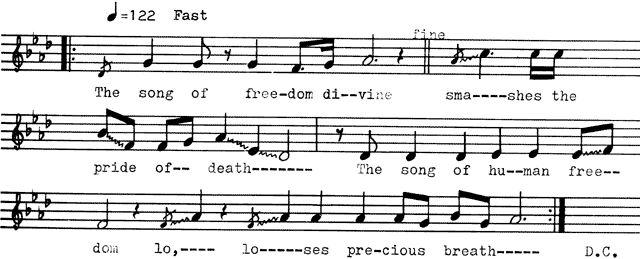 ♩=122 Fast
fine
The song of free-dom di--vine sma----shes the
pride of-- death------- The song of hu--man free--
dom lo,---- lo-----ses pre-cious breath----- D.C.